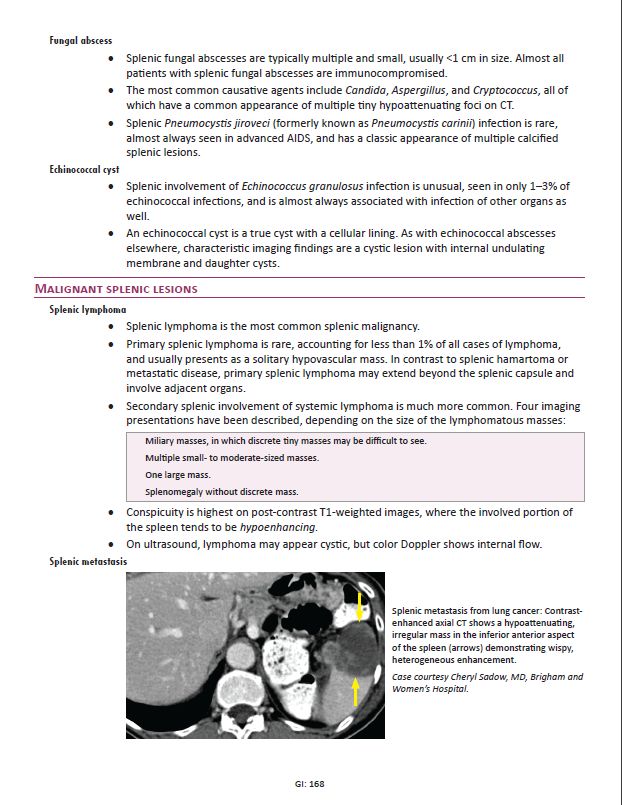 Fungal abscess
• Splenic fungal abscesses are typically multiple and small, usually <1 cm in size. Almost all
patients with splenic fungal abscesses are immunocompromised.
• The most common causative agents include Candida, Aspergillus, and Cryptococcus, all of
which have a common appearance of multiple tiny hypoattenuating foci on CT.
• Splenic Pneumocystis jiroveci (formerly known as Pneumocystis carinii) infection is rare,
almost always seen in advanced AIDS, and has a classic appearance of multiple calcified
splenic lesions.
Echinococcal cyst
• Splenic involvement of Echinococcus granulosus infection is unusual, seen in only 1–3% of
echinococcal infections, and is almost always associated with infection of other organs as
well.
• An echinococcal cyst is a true cyst with a cellular lining. As with echinococcal abscesses
elsewhere, characteristic imaging findings are a cystic lesion with internal undulating
membrane and daughter cysts.
MALIGNANT SPLENIC LESIONS
Splenic lymphoma
• Splenic lymphoma is the most common splenic malignancy.
• Primary splenic lymphoma is rare, accounting for less than 1% of all cases of lymphoma,
and usually presents as a solitary hypovascular mass. In contrast to splenic hamartoma or
metastatic disease, primary splenic lymphoma may extend beyond the splenic capsule and
involve adjacent organs.
• Secondary splenic involvement of systemic lymphoma is much more common. Four imaging
presentations have been described, depending on the size of the lymphomatous masses:
Miliary masses, in which discrete tiny masses may be difficult to see.
Multiple small- to moderate-sized masses.
One large mass.
Splenomegaly without discrete mass.
• Conspicuity is highest on post-contrast T1-weighted images, where the involved portion of
the spleen tends to be hypoenhancing.
• On ultrasound, lymphoma may appear cystic, but color Doppler shows internal flow.
Splenic metastasis
Splenic metastasis from lung cancer: Contrast-
enhanced axial CT shows a hypoattenuating,
irregular mass in the inferior anterior aspect
of the spleen (arrows) demonstrating wispy,
heterogeneous enhancement.
Case courtesy Cheryl Sadow, MD, Brigham and
Women's Hospital.
GI: 168